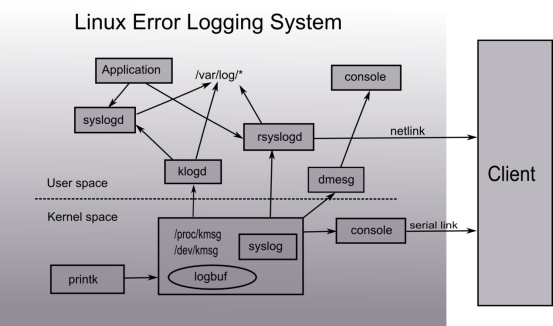 Linux Error Logging System
Application
/var/log/*
console
syslogd
rsyslogd
netlink
klogd
dmesg
Client
User space
Kernel space
/proc/kmsg
/dev/kmsg
syslog
console
serial link
logbuf
printk